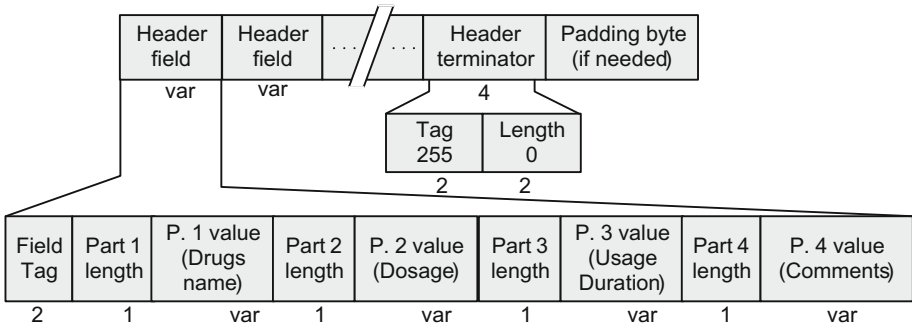 Header field
Header field
. . . . . .
Header terminator
Padding byte (if needed)
var
var
4
Tag 255
Length 0
2
2
Field Tag
Part 1 length
P. 1 value (Drugs name)
Part 2 length
P. 2 value (Dosage)
Part 3 length
P. 3 value (Usage Duration)
Part 4 length
P. 4 value (Comments)
2
1
var
1
var
1
var
1
var